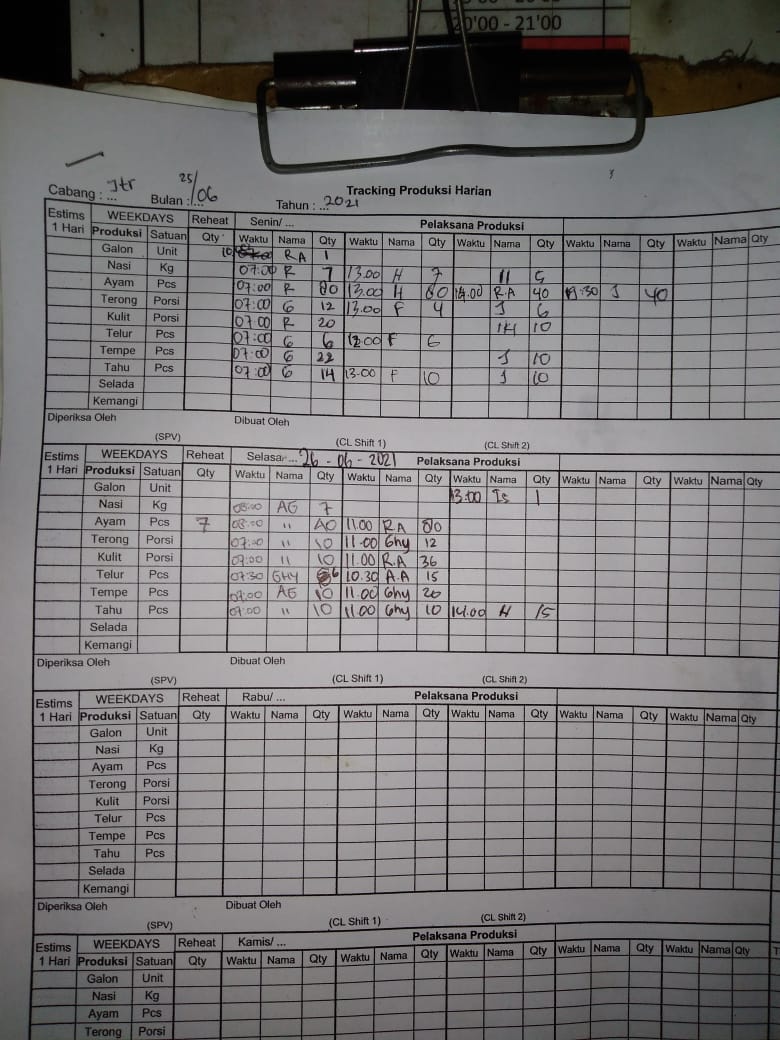 20'00 - 21'00
Tracking Produksi Harian
Cabang : ... Jtr Bulan : ... 25/06 Tahun : ... 2021
Estims WEEKDAYS Reheat Senin/ ... Pelaksana Produksi
1 Hari Produksi Satuan Qty Waktu Nama Qty Waktu Nama Qty Waktu Nama Qty Waktu Nama Qty Waktu Nama Qty
Galon Unit RA 1
Nasi Kg 07:00 R 7 13.00 H 7 11 5
Ayam Pcs 07:00 R 80 13.00 H 80 14.00 R.A 40 19:30 J 40
Terong Porsi 07:00 G 12 13.00 F 4 J 6
Kulit Porsi 07:00 R 20 10
Telur Pcs 07:00 G 6 12:00 F 6
Tempe Pcs 07:00 G 22 J 10
Tahu Pcs 07:00 G 14 13.00 F 10 J 10
Selada
Kemangi
Diperiksa Oleh Dibuat Oleh
(SPV) (CL Shift 1) (CL Shift 2)
Estims WEEKDAYS Reheat Selasa/ ... 26 - 06 - 2021 Pelaksana Produksi
1 Hari Produksi Satuan Qty Waktu Nama Qty Waktu Nama Qty Waktu Nama Qty Waktu Nama Qty Waktu Nama Qty
Galon Unit 13:00 Is 1
Nasi Kg 08:00 AG 7
Ayam Pcs 7 08:00 " 40 11.00 RA 80
Terong Porsi 07:00 " 10 11.00 Ghy 12
Kulit Porsi 07:00 " 10 11.00 R.A 36
Telur Pcs 07:30 GHY 6 10.30 A.A 15
Tempe Pcs 07:00 AG 10 11.00 Ghy 20
Tahu Pcs 07:00 " 10 11.00 Ghy 10 14.00 H 15
Selada
Kemangi
Diperiksa Oleh Dibuat Oleh
(SPV) (CL Shift 1) (CL Shift 2)
Estims WEEKDAYS Reheat Rabu/ ... Pelaksana Produksi
1 Hari Produksi Satuan Qty Waktu Nama Qty Waktu Nama Qty Waktu Nama Qty Waktu Nama Qty Waktu Nama Qty
Galon Unit
Nasi Kg
Ayam Pcs
Terong Porsi
Kulit Porsi
Telur Pcs
Tempe Pcs
Tahu Pcs
Selada
Kemangi
Diperiksa Oleh Dibuat Oleh
(SPV) (CL Shift 1) (CL Shift 2)
Estims WEEKDAYS Reheat Kamis/ ... Pelaksana Produksi
1 Hari Produksi Satuan Qty Waktu Nama Qty Waktu Nama Qty Waktu Nama Qty Waktu Nama Qty Waktu Nama Qty
Galon Unit
Nasi Kg
Ayam Pcs
Terong Porsi